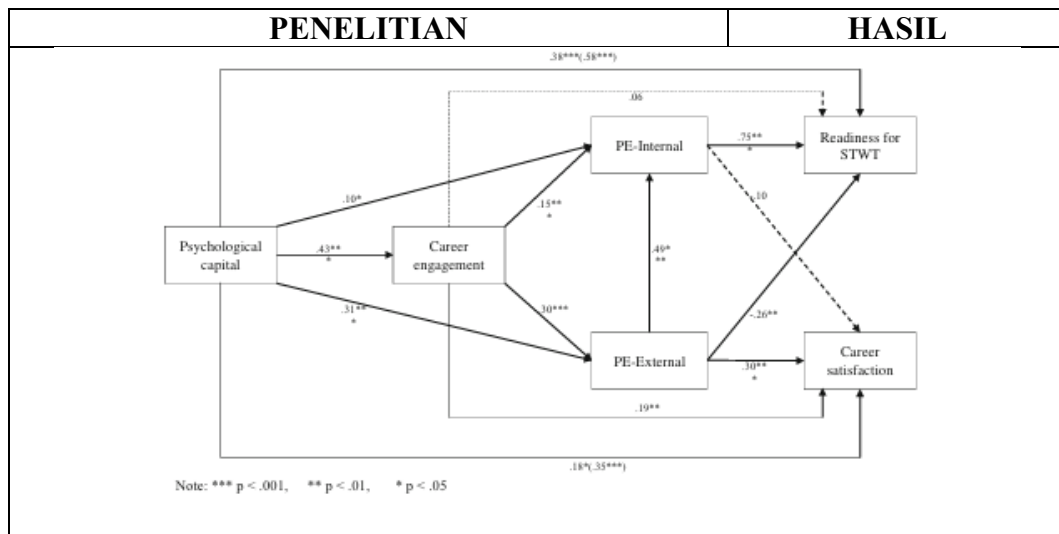 PENELITIAN HASIL
.38***(.58***)
.06
PE-Internal
.75**
*
Readiness for
STWT
.10*
.15**
*
-.10
Psychological
capital
.43**
*
Career
engagement
.49*
**
.31**
*
.30***
-.26**
PE-External
.30**
*
Career
satisfaction
.19**
.18*(.35***)
Note: *** p < .001, ** p < .01, * p < .05